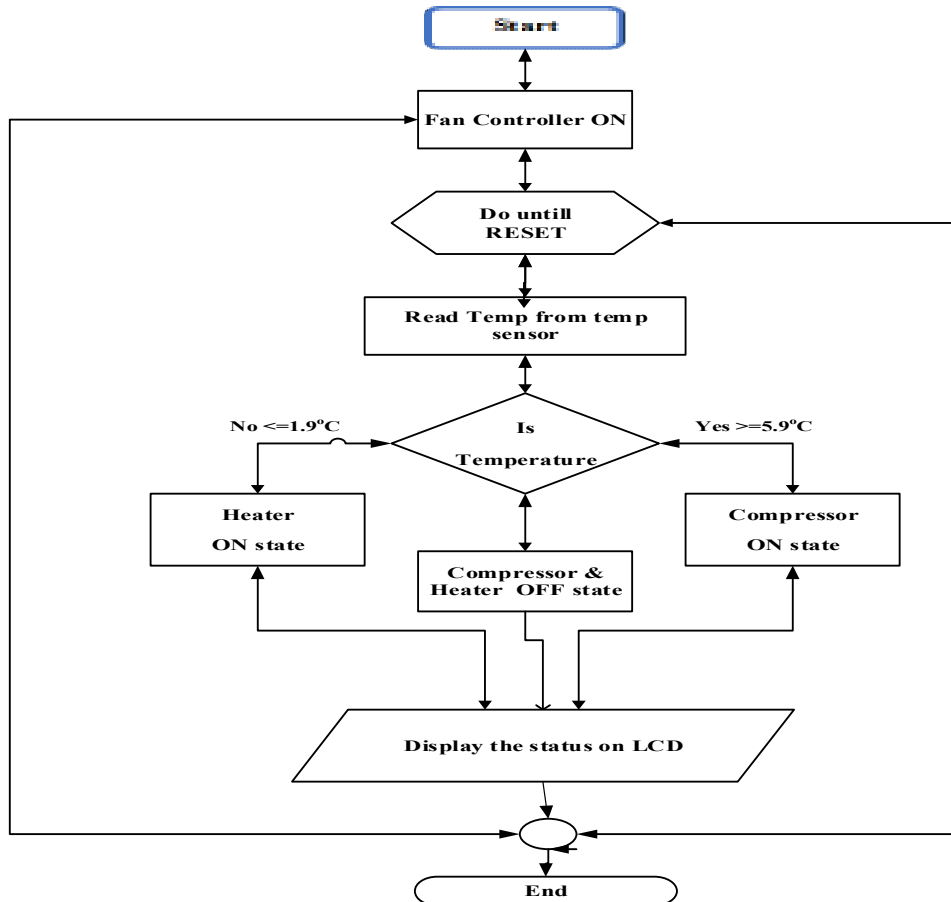 Start
Fan Controller ON
Do untill
RESET
Read Temp from temp
sensor
No <=1.9°C
Is
Temperature
Yes >=5.9°C
Heater
ON state
Compressor &
Heater OFF state
Compressor
ON state
Display the status on LCD
End